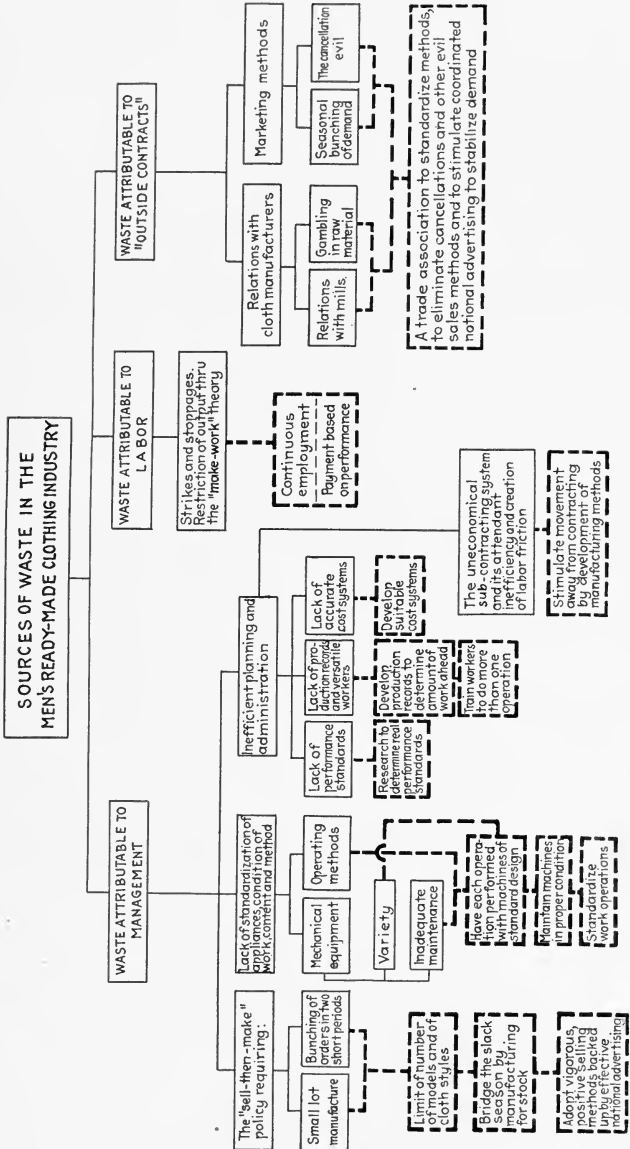 SOURCES OF WASTE IN THE
MEN'S READY-MADE CLOTHING INDUSTRY
WASTE ATTRIBUTABLE TO
MANAGEMENT
The "sell-then-make"
policy requiring:
Small lot
manufacture
Bunching of
orders in two
short periods
Limit of number
of models and of
cloth styles
Bridge the slack
season by
manufacturing
for stock
Adopt vigorous,
positive selling
methods backed
up by effective
national advertising
Lack of standardization of
appliances, condition of
work, content and method
Mechanical
equipment
Operating
methods
Variety
Inadequate
maintenance
Have each opera-
tion performed
with machines of
standard design
Maintain machines
in proper condition
Standardize
work operations
Inefficient planning and
administration
Lack of
performance
standards
Research to
determine real
performance
standards
Lack of pro-
duction records
and versatile
workers
Develop
production
records to
determine
amount of
work ahead
Train workers
to do more
than one
operation
Lack of
accurate
cost systems
Develop
suitable
cost systems
The uneconomical
sub-contracting system
and its attendant
inefficiency and creation
of labor friction
Stimulate movement
away from contracting
by development of
manufacturing methods
WASTE ATTRIBUTABLE TO
LABOR
Strikes and stoppages.
Restriction of output thru
the "make-work" theory
Continuous
employment
Payment based
on performance
WASTE ATTRIBUTABLE TO
"OUTSIDE CONTRACTS"
Relations with
cloth manufacturers
Relations
with mills.
Gambling
in raw
material
Marketing methods
Seasonal
bunching
of demand
The cancellation
evil
A trade association to standardize methods,
to eliminate cancellations and other evil
sales methods and to stimulate coordinated
national advertising to stabilize demand